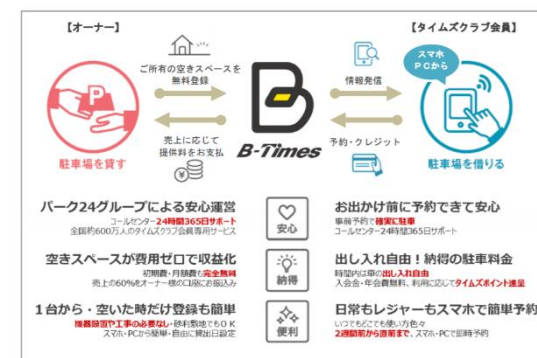 【オーナー】
【タイムズクラブ会員】
スマホ
PCから
ご所有の空きスペースを
無料登録
情報発信
P
B
駐車場を貸す
売上に応じて
提供料をお支払
B-Times
予約・クレジット
駐車場を借りる
¥
パーク24グループによる安心運営
コールセンター24時間365日サポート
全国約600万人のタイムズクラブ会員専用サービス
安心
お出かけ前に予約できて安心
事前予約で確実に駐車
コールセンター24時間365日サポート
空きスペースが費用ゼロで収益化
初期費・月額費も完全無料
売上の60%をオーナー様の口座にお振込み
納得
出し入れ自由!納得の駐車料金
時間内は車の出し入れ自由
入会金・年会費無料、利用に応じてタイムズポイント進呈
1台から・空いた時だけ登録も簡単
機器設置や工事の必要なし・砂利敷地でもOK
スマホ・PCから簡単・自由に貸出日設定
便利
日常もレジャーもスマホで簡単予約
いつでもどこでも使い方色々
2週間前から直前まで、スマホ・PCで即時予約